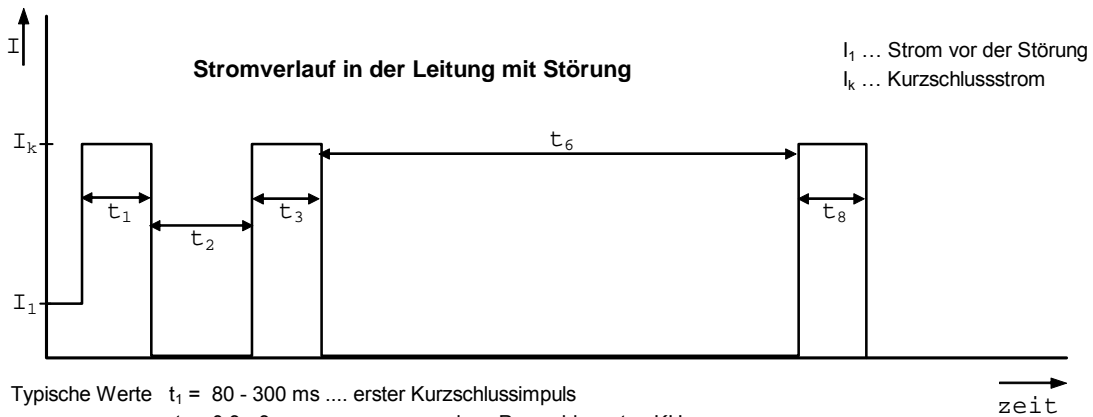 I
Stromverlauf in der Leitung mit Störung
I₁ … Strom vor der Störung
Iₖ … Kurzschlussstrom
Iₖ
t₆
t₁
t₃
t₈
t₂
I₁
Typische Werte t₁ = 80 - 300 ms .... erster Kurzschlussimpuls
zeit